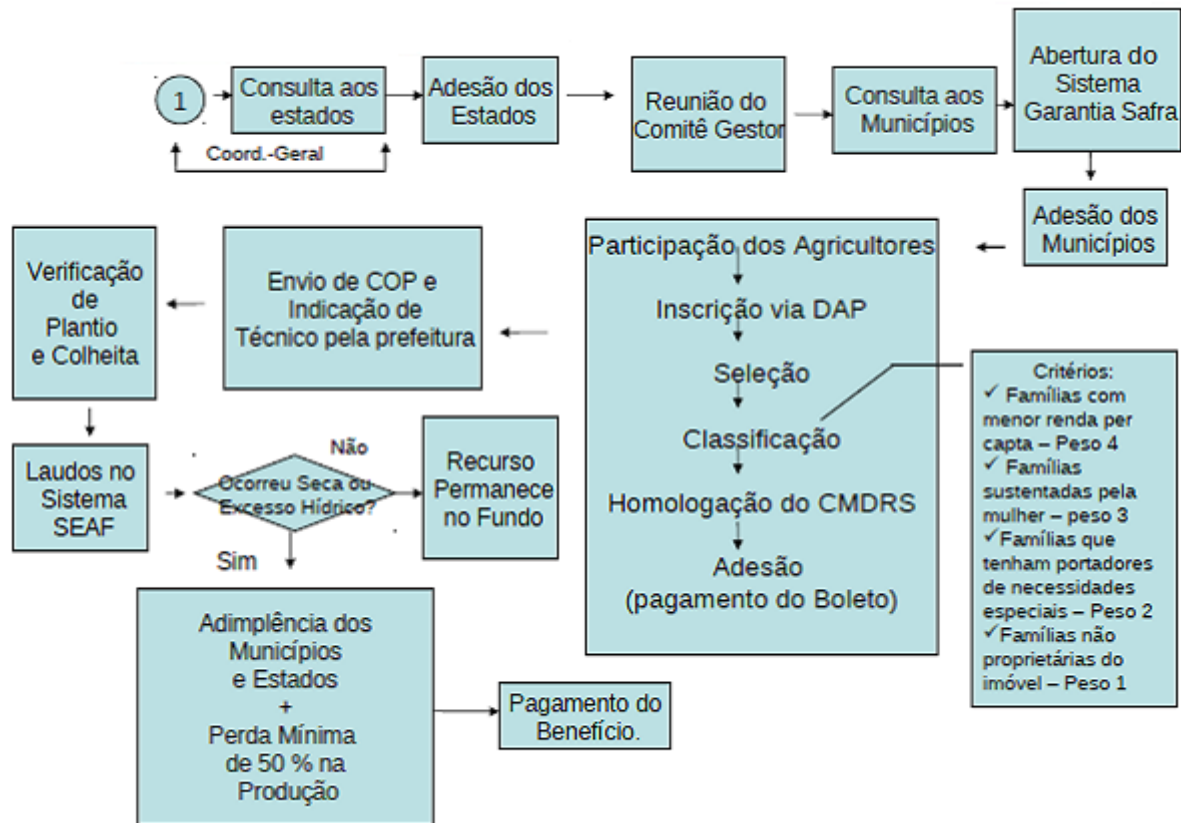 1
Consulta aos
estados
Coord.-Geral
Adesão dos
Estados
Reunião do
Comitê Gestor
Consulta aos
Municípios
Abertura do
Sistema
Garantia Safra
Adesão dos
Municípios
Participação dos Agricultores
Inscrição via DAP
Seleção
Classificação
Homologação do CMDRS
Adesão
(pagamento do Boleto)
Critérios:
✓ Famílias com
menor renda per
capta – Peso 4
✓ Famílias
sustentadas pela
mulher – peso 3
✓Famílias que
tenham portadores
de necessidades
especiais – Peso 2
✓Famílias não
proprietárias do
imóvel – Peso 1
Envio de COP e
Indicação de
Técnico pela prefeitura
Verificação
de
Plantio
e Colheita
Laudos no
Sistema
SEAF
Ocorreu Seca ou
Excesso Hídrico?
Não
Recurso
Permanece
no Fundo
Sim
Adimplência dos
Municípios
e Estados
+
Perda Mínima
de 50 % na
Produção
Pagamento do
Benefício.